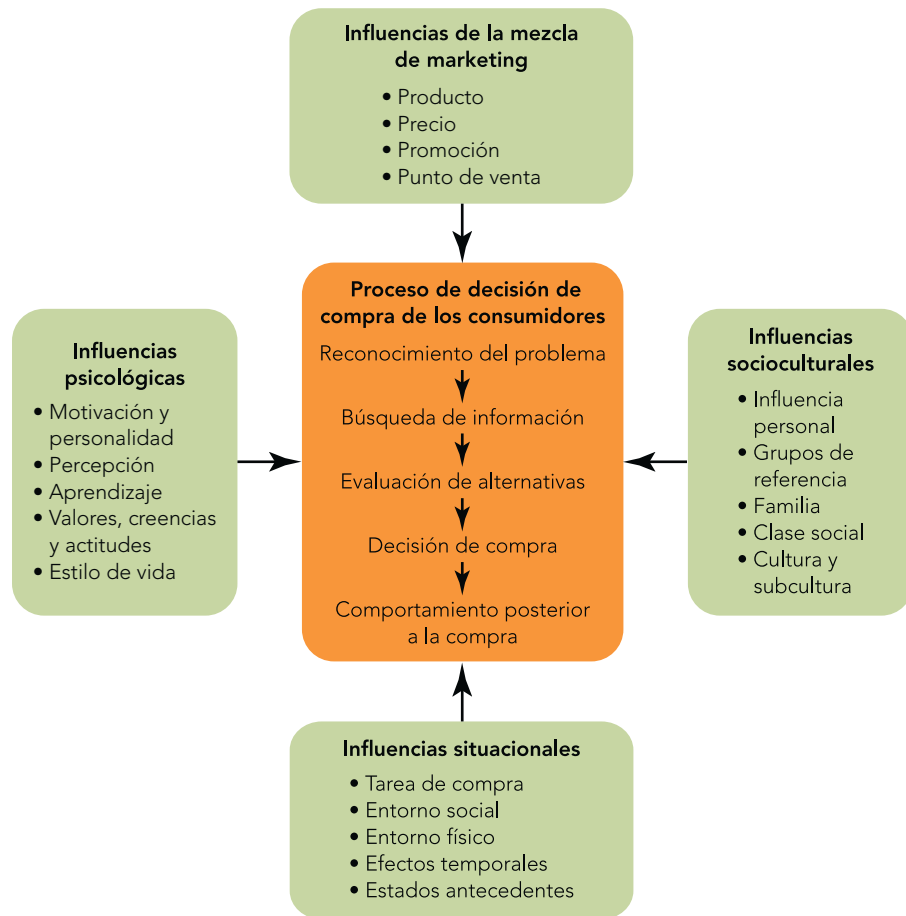 Influencias de la mezcla
de marketing
• Producto
• Precio
• Promoción
• Punto de venta
Influencias
psicológicas
• Motivación y
personalidad
• Percepción
• Aprendizaje
• Valores, creencias
y actitudes
• Estilo de vida
Proceso de decisión de
compra de los consumidores
Reconocimiento del problema
Búsqueda de información
Evaluación de alternativas
Decisión de compra
Comportamiento posterior
a la compra
Influencias
socioculturales
• Influencia
personal
• Grupos de
referencia
• Familia
• Clase social
• Cultura y
subcultura
Influencias situacionales
• Tarea de compra
• Entorno social
• Entorno físico
• Efectos temporales
• Estados antecedentes